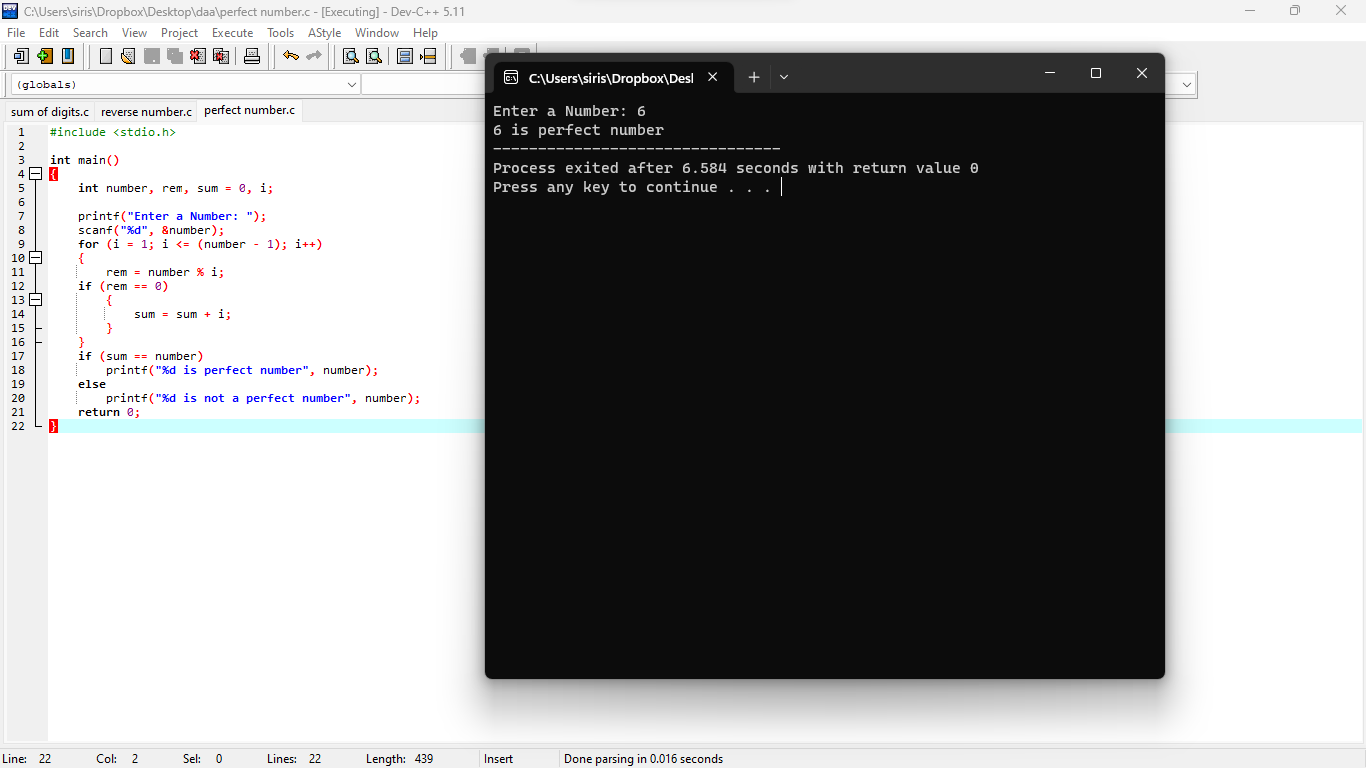 C:\Users\siris\Dropbox\Desktop\daa\perfect number.c - [Executing] - Dev-C++ 5.11
File Edit Search View Project Execute Tools AStyle Window Help
(globals)
sum of digits.c reverse number.c perfect number.c
1 #include <stdio.h>
2
3 int main()
4 {
5 int number, rem, sum = 0, i;
6
7 printf("Enter a Number: ");
8 scanf("%d", &number);
9 for (i = 1; i <= (number - 1); i++)
10 {
11 rem = number % i;
12 if (rem == 0)
13 {
14 sum = sum + i;
15 }
16 }
17 if (sum == number)
18 printf("%d is perfect number", number);
19 else
20 printf("%d is not a perfect number", number);
21 return 0;
22 }
C:\Users\siris\Dropbox\Desl
Enter a Number: 6
6 is perfect number
--------------------------------
Process exited after 6.584 seconds with return value 0
Press any key to continue . . .
Line: 22 Col: 2 Sel: 0 Lines: 22 Length: 439 Insert Done parsing in 0.016 seconds